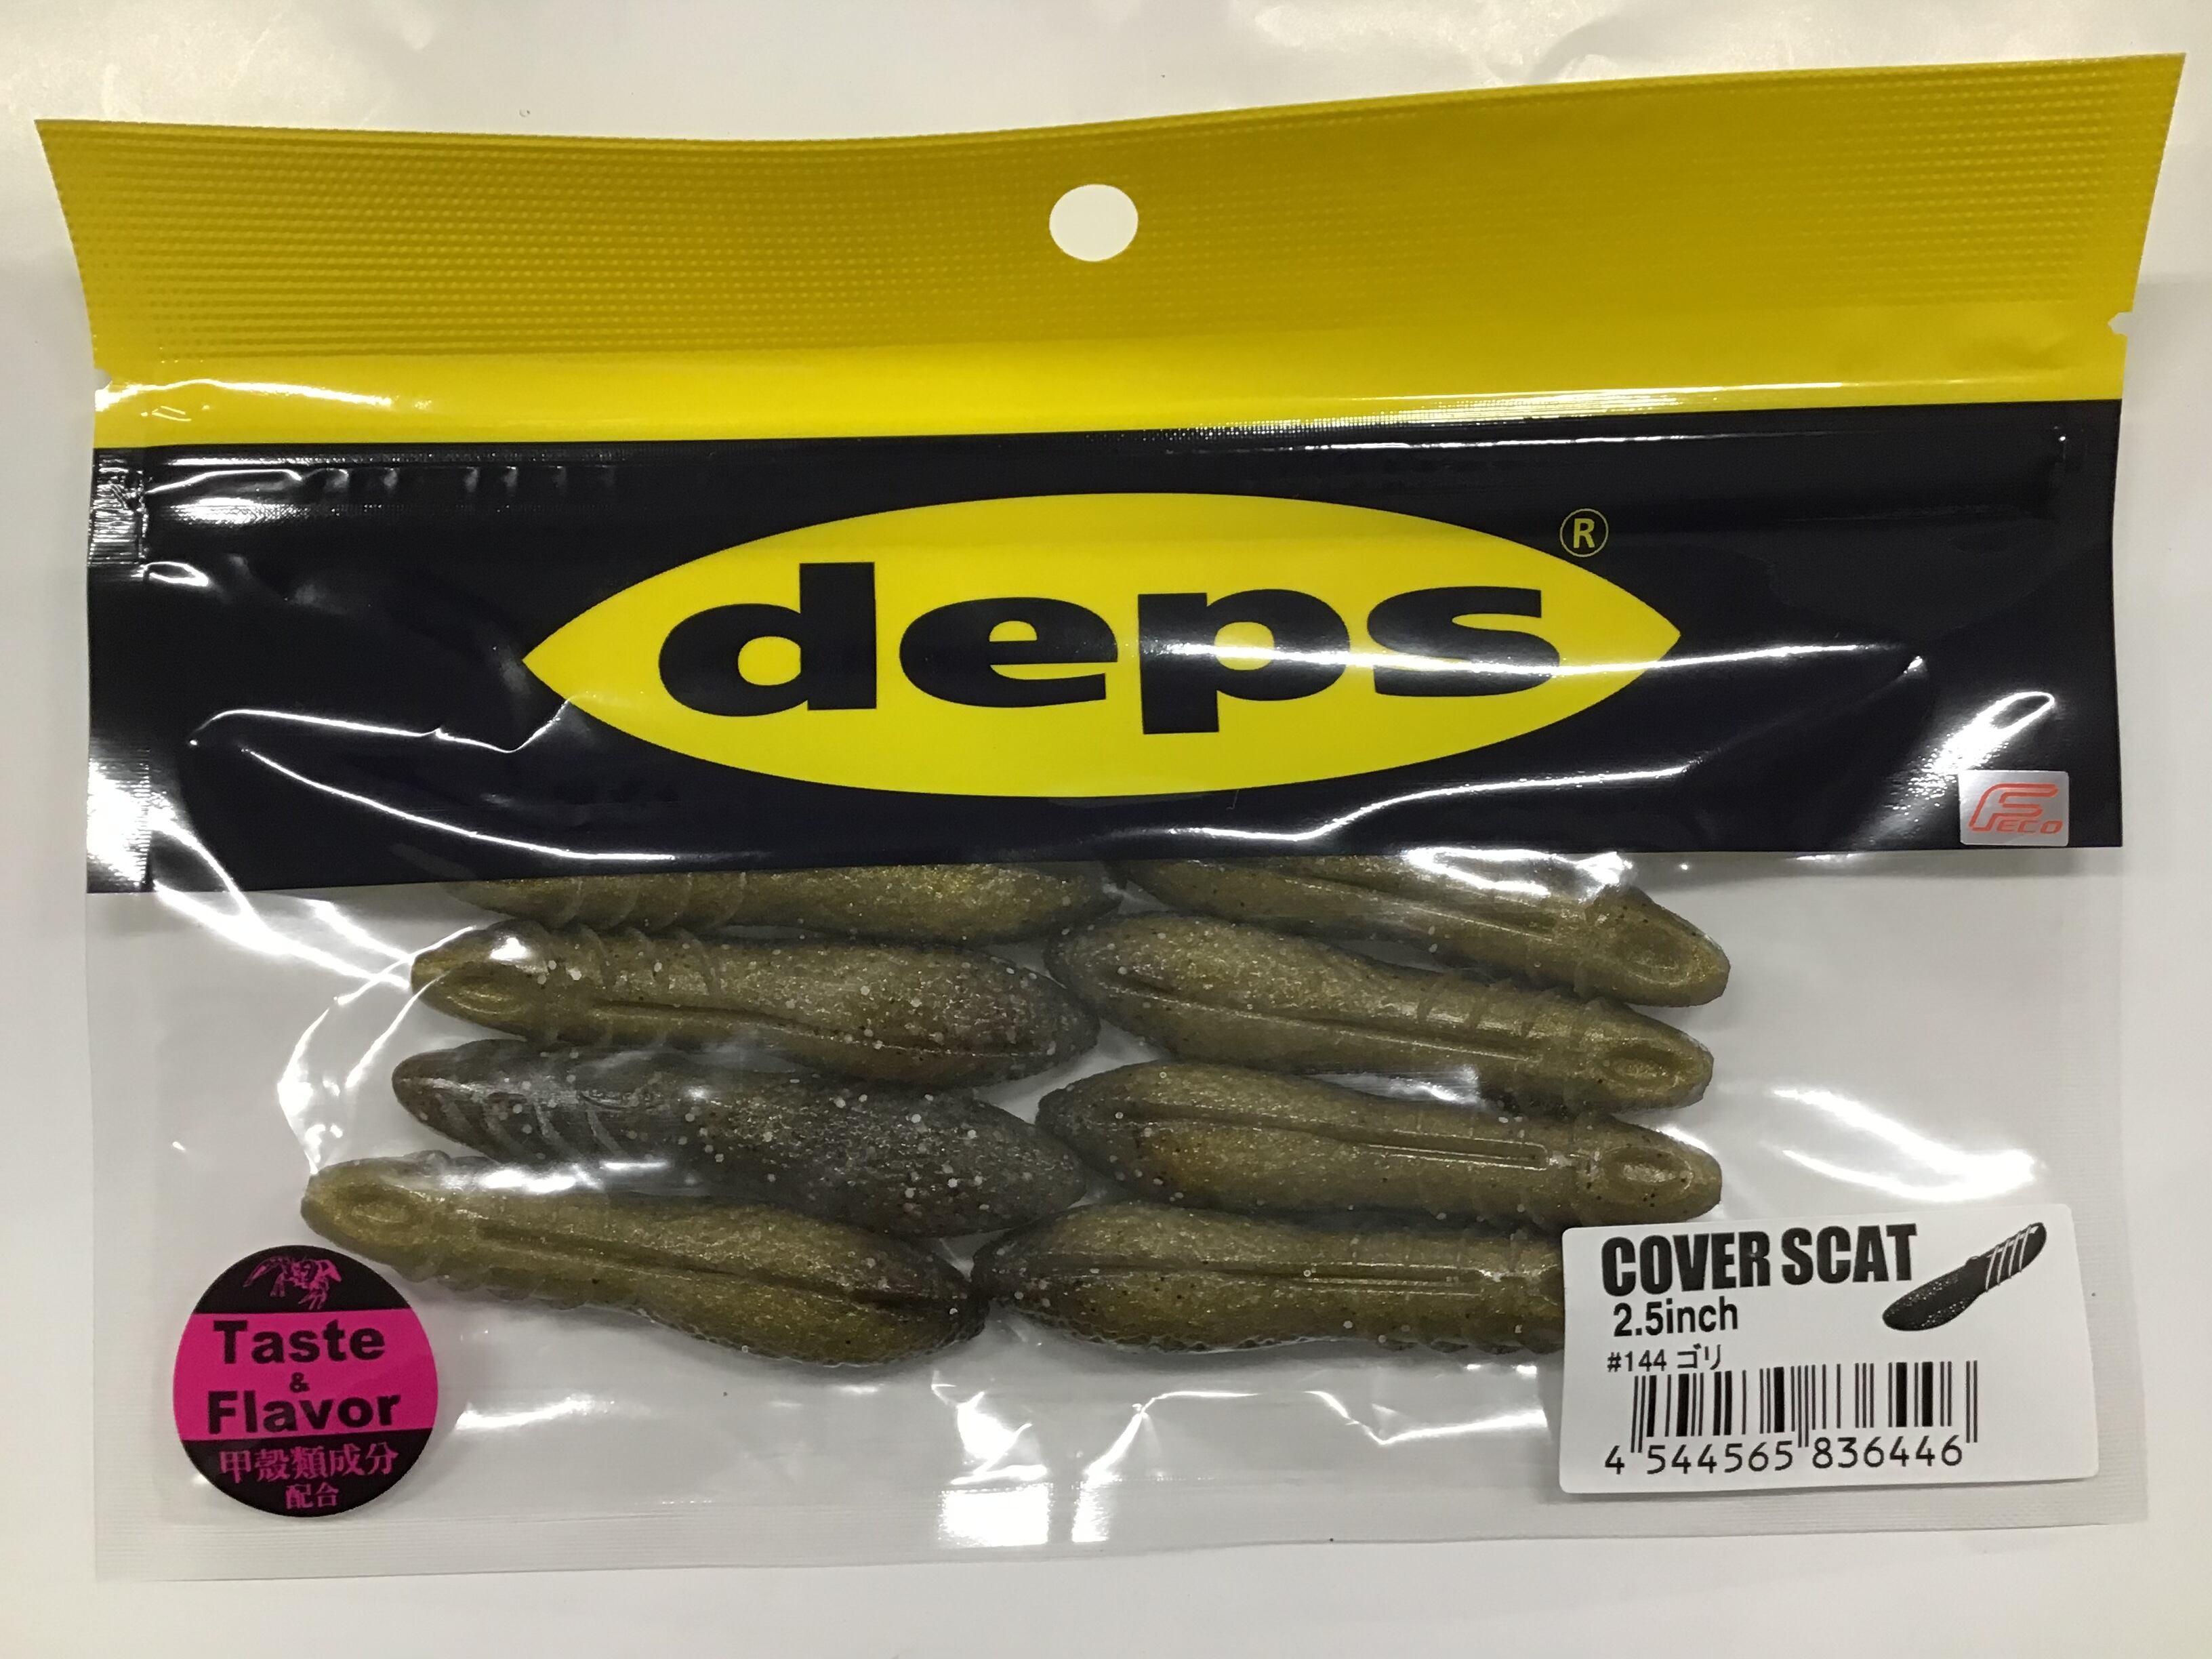 deps
®
FECO
COVER SCAT
2.5inch
#144 ゴリ
4 544565 836446
Taste
&
Flavor
甲殻類成分
配合